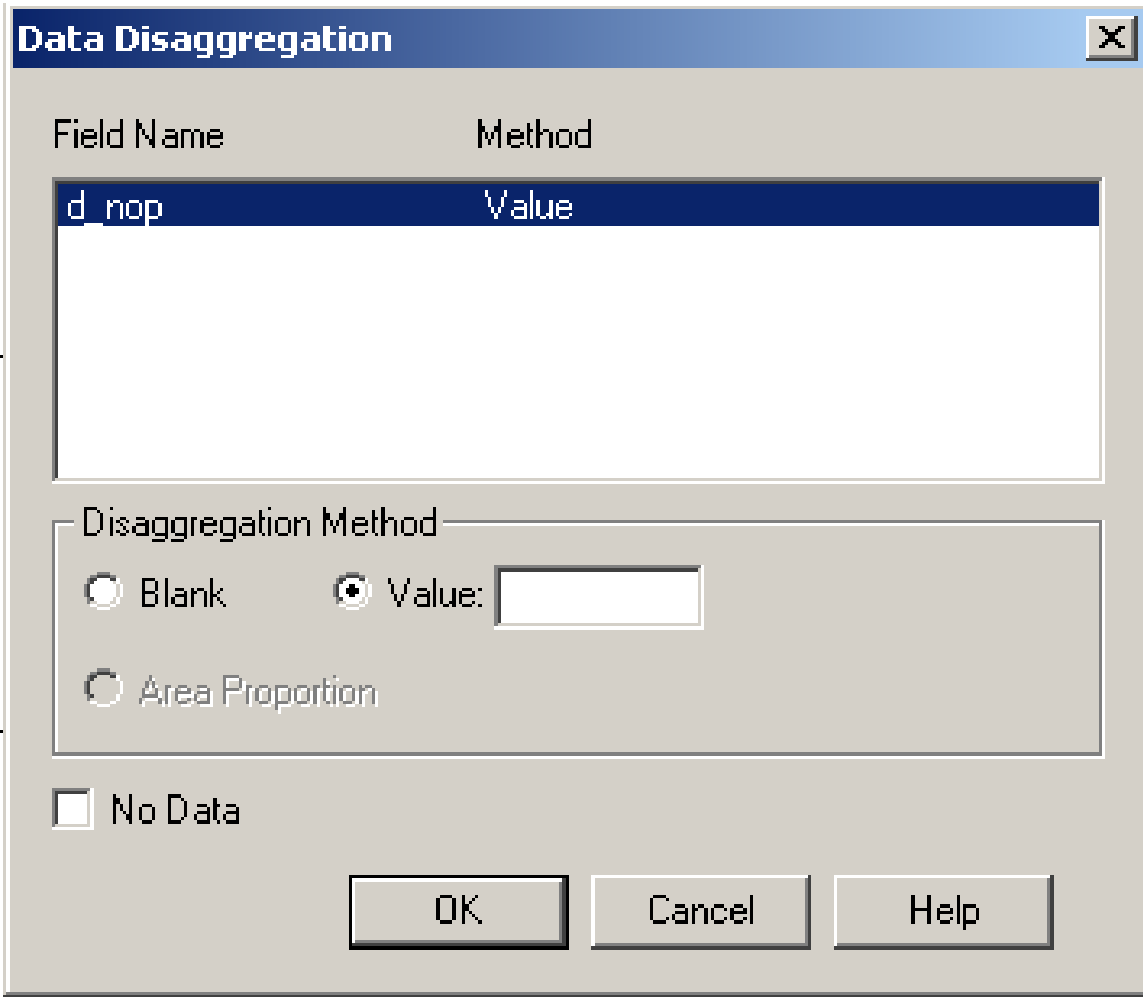 Data Disaggregation
Field Name Method
d_nop Value
Disaggregation Method
Blank Value:
Area Proportion
No Data
OK Cancel Help